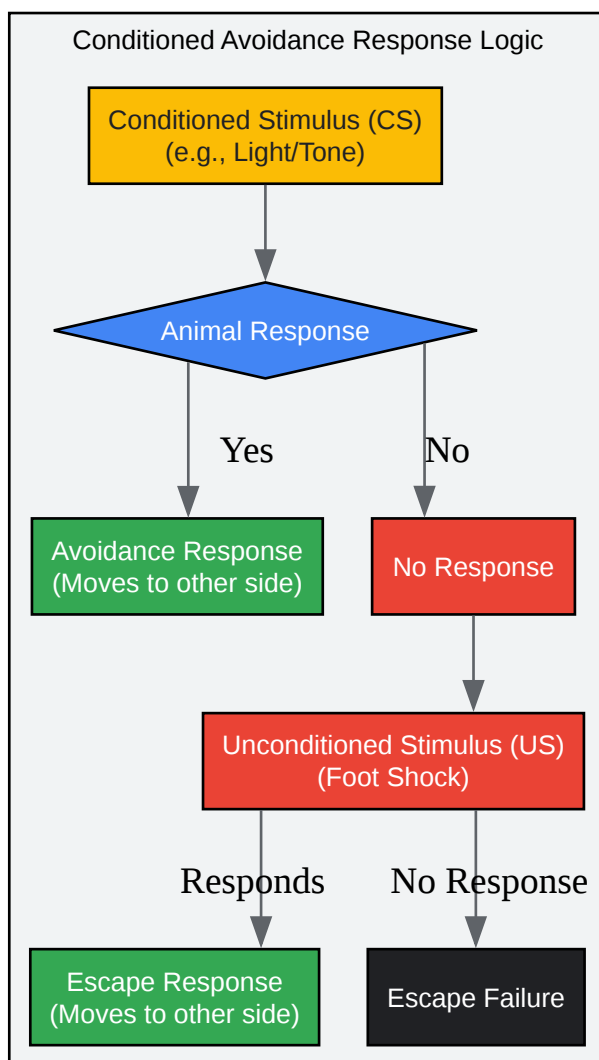 Conditioned Avoidance Response Logic
Conditioned Stimulus (CS)
(e.g., Light/Tone)
Animal Response
Yes
No
Avoidance Response
(Moves to other side)
No Response
Unconditioned Stimulus (US)
(Foot Shock)
Responds
No Response
Escape Response
(Moves to other side)
Escape Failure